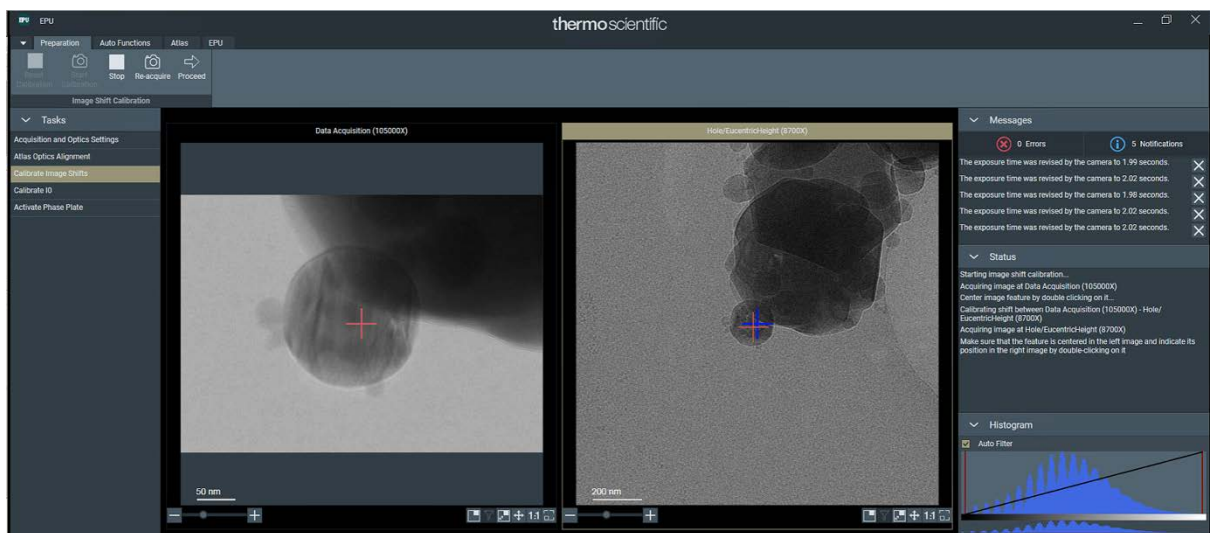 EPU EPU
thermo scientific
Preparation Auto Functions Atlas EPU
Reset Calibration
Start Calibration
Stop Re-acquire Proceed
Image Shift Calibration
Tasks
Acquisition and Optics Settings
Atlas Optics Alignment
Calibrate Image Shifts
Calibrate I0
Activate Phase Plate
Data Acquisition (105000X)
50 nm
1:1
Hole/EucentricHeight (8700X)
200 nm
1:1
Messages
0 Errors
5 Notifications
The exposure time was revised by the camera to 1.99 seconds.
The exposure time was revised by the camera to 2.02 seconds.
The exposure time was revised by the camera to 1.98 seconds.
The exposure time was revised by the camera to 2.02 seconds.
The exposure time was revised by the camera to 2.02 seconds.
Status
Starting image shift calibration...
Acquiring image at Data Acquisition (105000X)
Center image feature by double clicking on it...
Calibrating shift between Data Acquisition (105000X) - Hole/
EucentricHeight (8700X)
Acquiring image at Hole/EucentricHeight (8700X)
Make sure that the feature is centered in the left image and indicate its
position in the right image by double-clicking on it
Histogram
Auto Filter